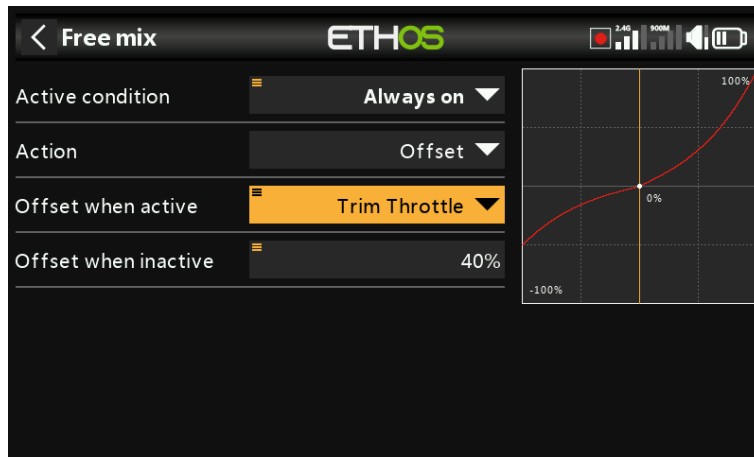 Free mix
ETHOS
2.4G
900M
Active condition
Always on
Action
Offset
Offset when active
Trim Throttle
Offset when inactive
40%
100%
0%
-100%